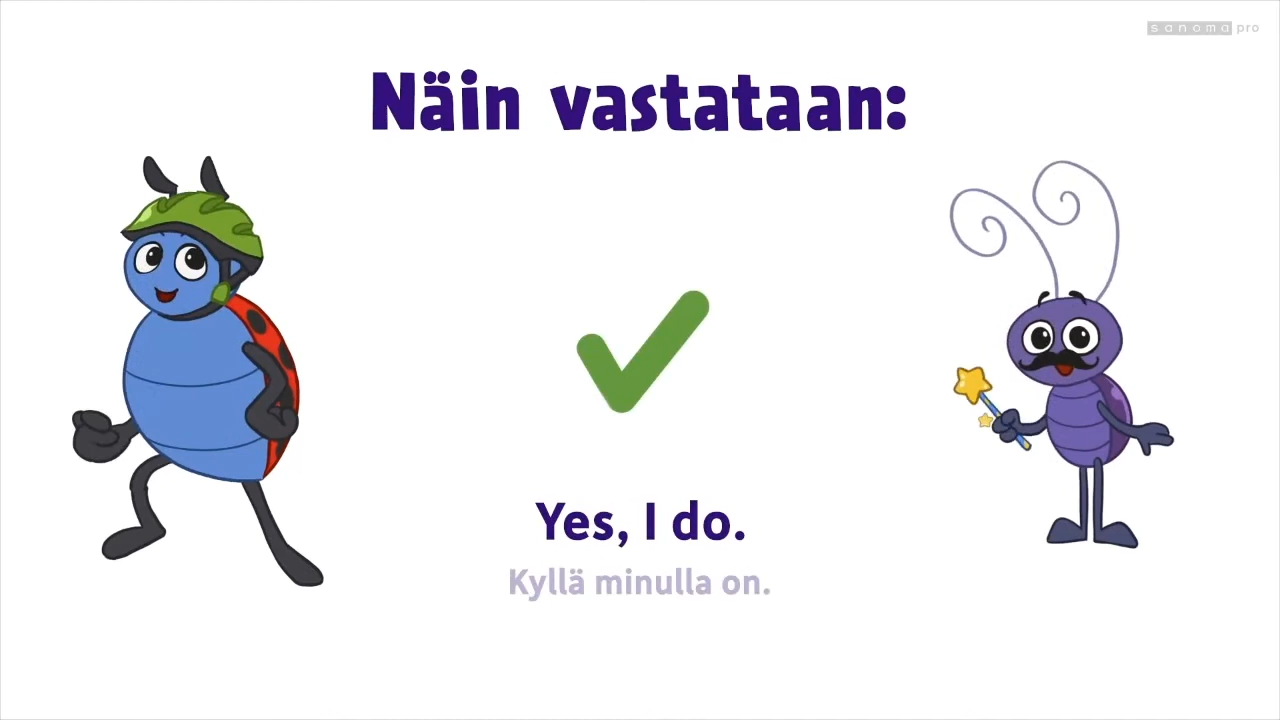 sanoma pro
Näin vastataan:
Yes, I do.
Kyllä minulla on.